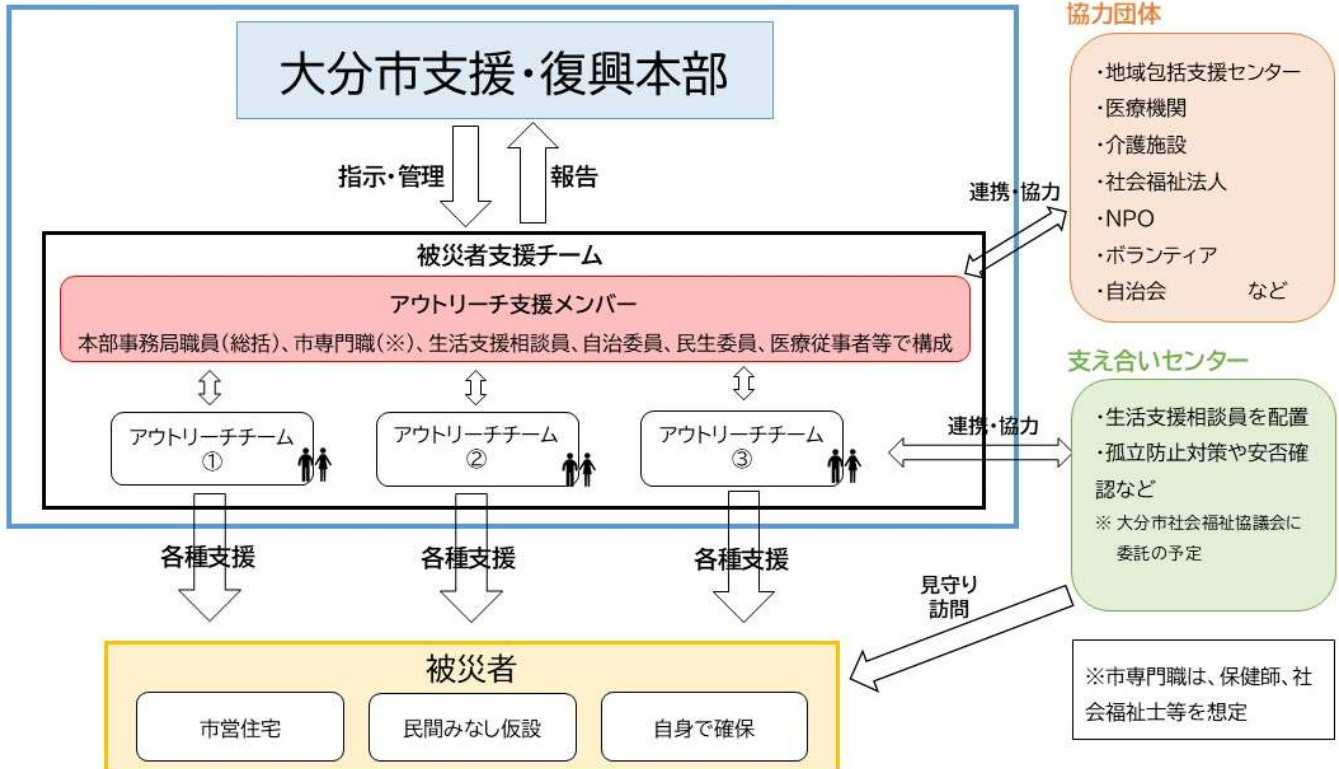 大分市支援・復興本部
指示・管理
報告
被災者支援チーム
アウトリーチ支援メンバー
本部事務局職員(総括)、市専門職(※)、生活支援相談員、自治委員、民生委員、医療従事者等で構成
アウトリーチチーム
①
アウトリーチチーム
②
アウトリーチチーム
③
各種支援
各種支援
各種支援
被災者
市営住宅
民間みなし仮設
自身で確保
連携・協力
協力団体
・地域包括支援センター
・医療機関
・介護施設
・社会福祉法人
・NPO
・ボランティア
・自治会 など
連携・協力
支え合いセンター
・生活支援相談員を配置
・孤立防止対策や安否確
認など
※ 大分市社会福祉協議会に
委託の予定
見守り
訪問
※市専門職は、保健師、社
会福祉士等を想定